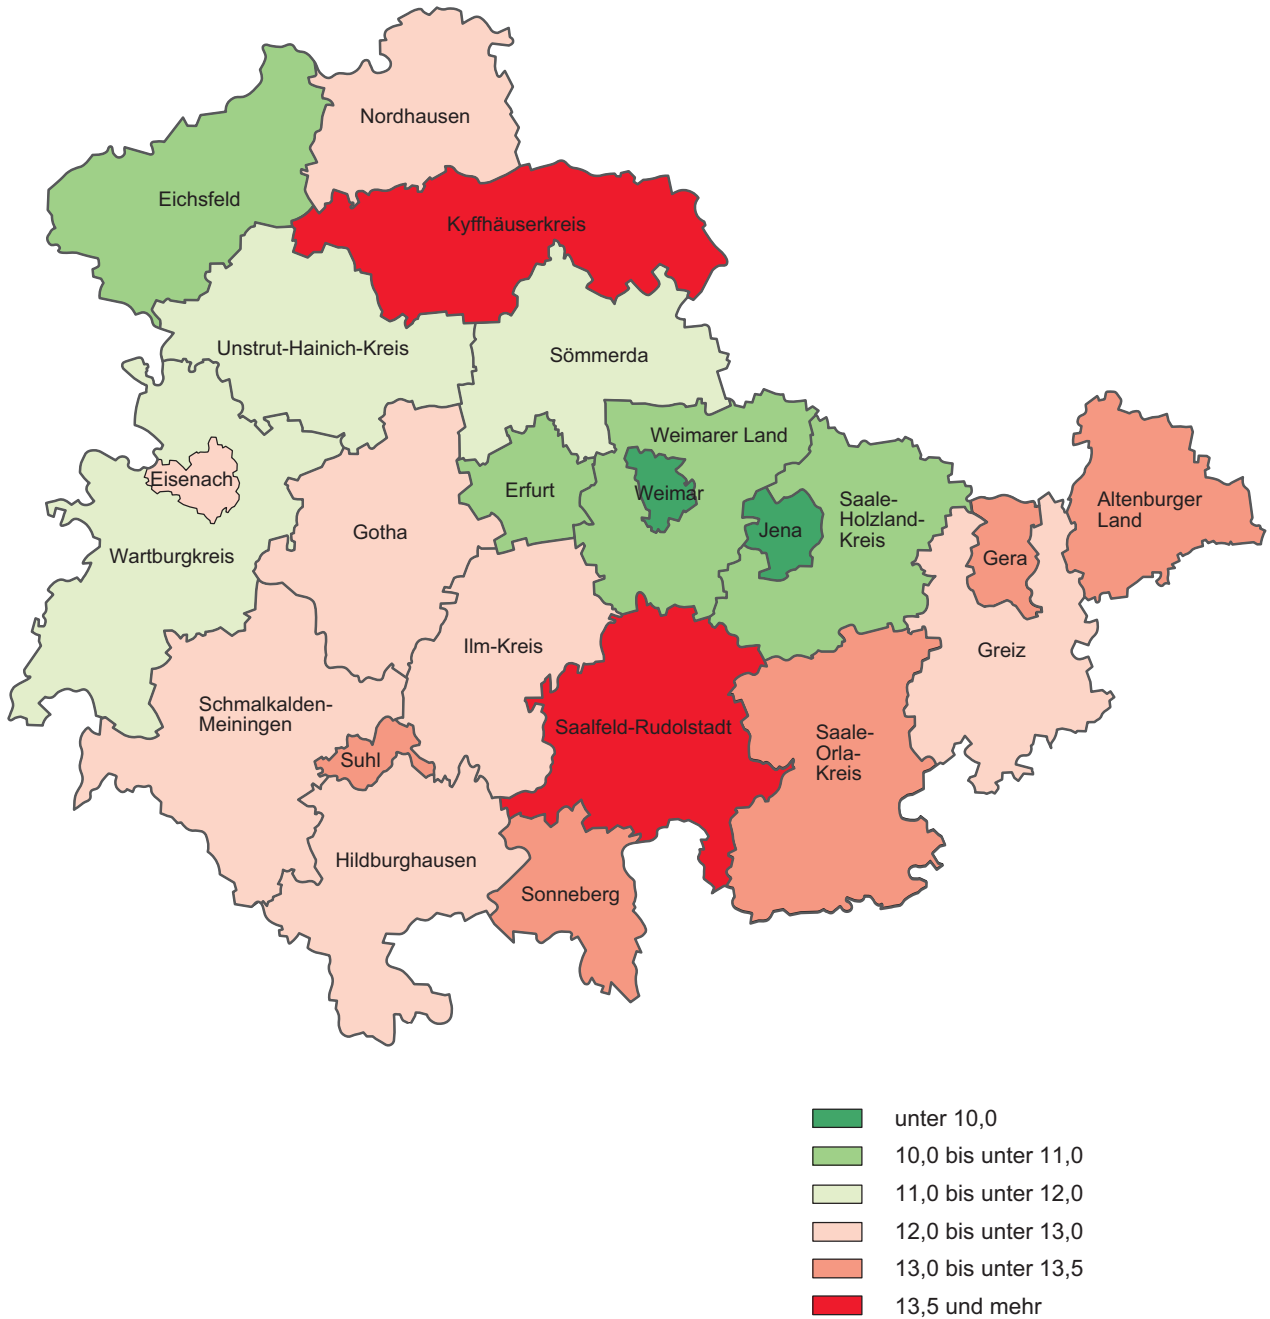 Nordhausen
Eichsfeld
Kyffhäuserkreis
Unstrut-Hainich-Kreis
Sömmerda
Weimarer Land
Eisenach
Erfurt
Weimar
Saale-
Holzland-
Kreis
Altenburger
Land
Gotha
Jena
Wartburgkreis
Gera
Ilm-Kreis
Greiz
Schmalkalden-
Meiningen
Saalfeld-Rudolstadt
Saale-
Orla-
Kreis
Suhl
Hildburghausen
Sonneberg
unter 10,0
10,0 bis unter 11,0
11,0 bis unter 12,0
12,0 bis unter 13,0
13,0 bis unter 13,5
13,5 und mehr